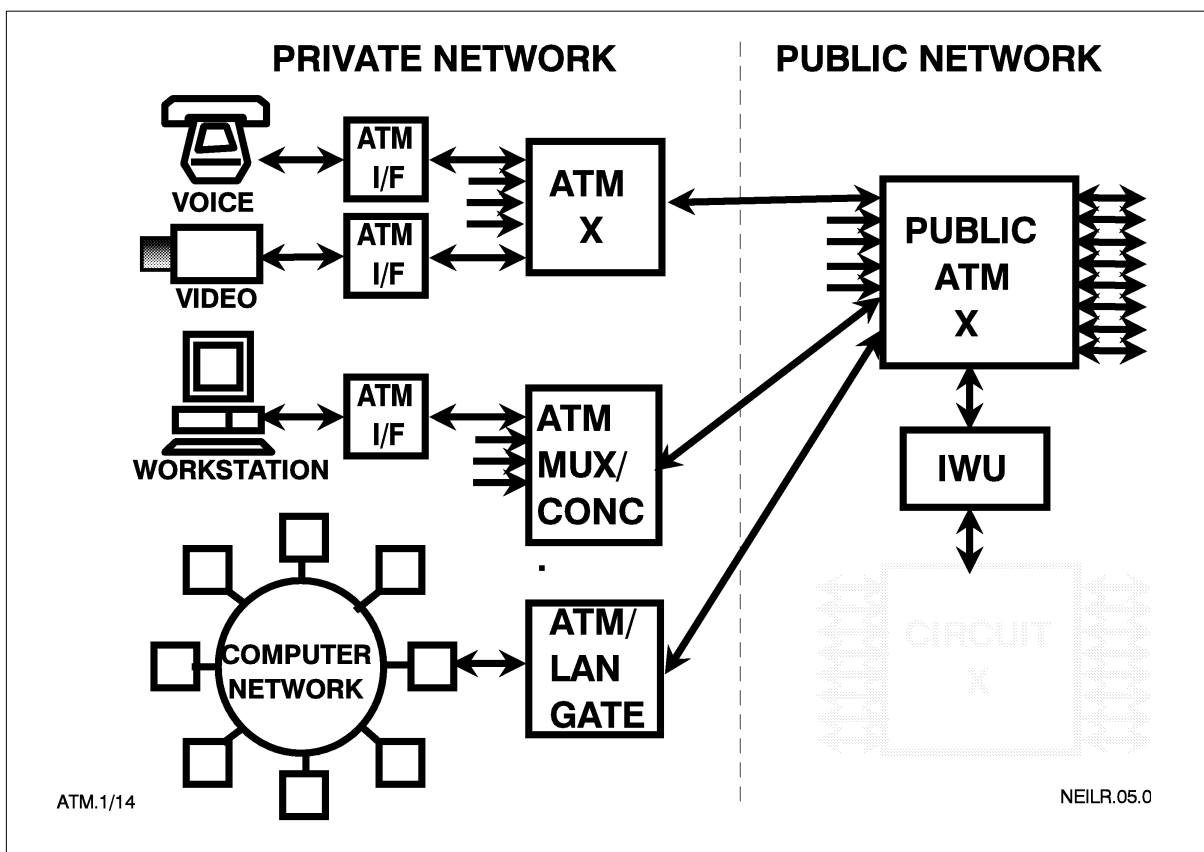 PRIVATE NETWORK
PUBLIC NETWORK
VOICE
ATM
I/F
ATM
X
VIDEO
ATM
I/F
PUBLIC
ATM
X
WORKSTATION
ATM
I/F
ATM
MUX/
CONC
.
IWU
COMPUTER
NETWORK
ATM/
LAN
GATE
CIRCUIT
X
ATM.1/14
NEILR.05.0